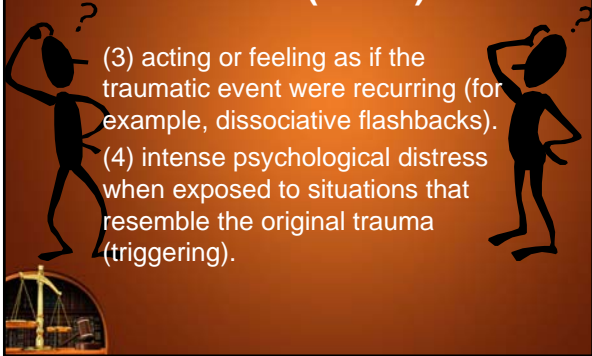 ?
?
(3) acting or feeling as if the
traumatic event were recurring (for
example, dissociative flashbacks).
(4) intense psychological distress
when exposed to situations that
resemble the original trauma
(triggering).